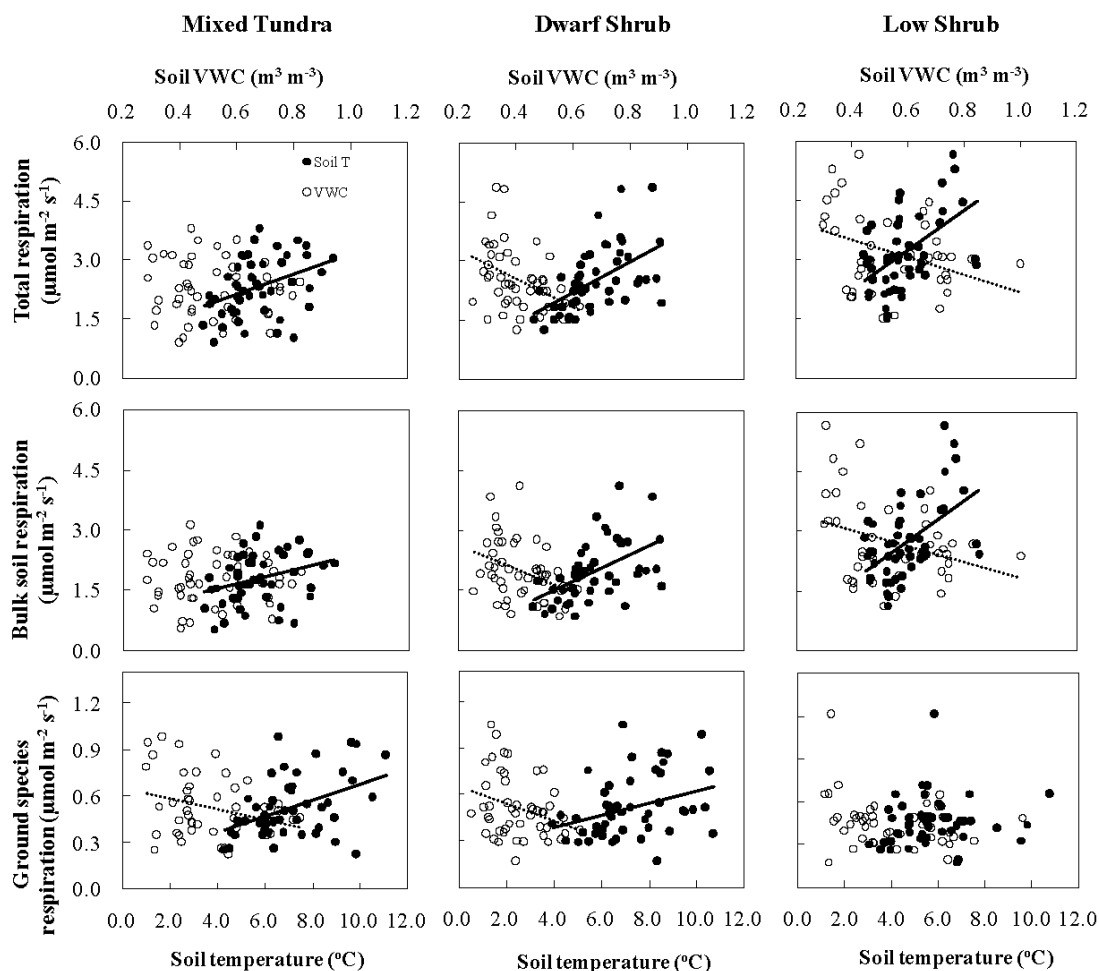 Mixed Tundra Dwarf Shrub Low Shrub
Soil VWC (m³ m⁻³) Soil VWC (m³ m⁻³) Soil VWC (m³ m⁻³)
0.2 0.4 0.6 0.8 1.0 1.2 0.2 0.4 0.6 0.8 1.0 1.2 0.2 0.4 0.6 0.8 1.0 1.2
Total respiration
(µmol m⁻² s⁻¹)
6.0
4.5
3.0
1.5
0.0
Soil T
VWC
Bulk soil respiration
(µmol m⁻² s⁻¹)
6.0
4.5
3.0
1.5
0.0
Ground species
respiration (µmol m⁻² s⁻¹)
1.2
0.9
0.6
0.3
0.0
0.0 2.0 4.0 6.0 8.0 10.0 12.0 0.0 2.0 4.0 6.0 8.0 10.0 12.0 0.0 2.0 4.0 6.0 8.0 10.0 12.0
Soil temperature (°C) Soil temperature (°C) Soil temperature (°C)